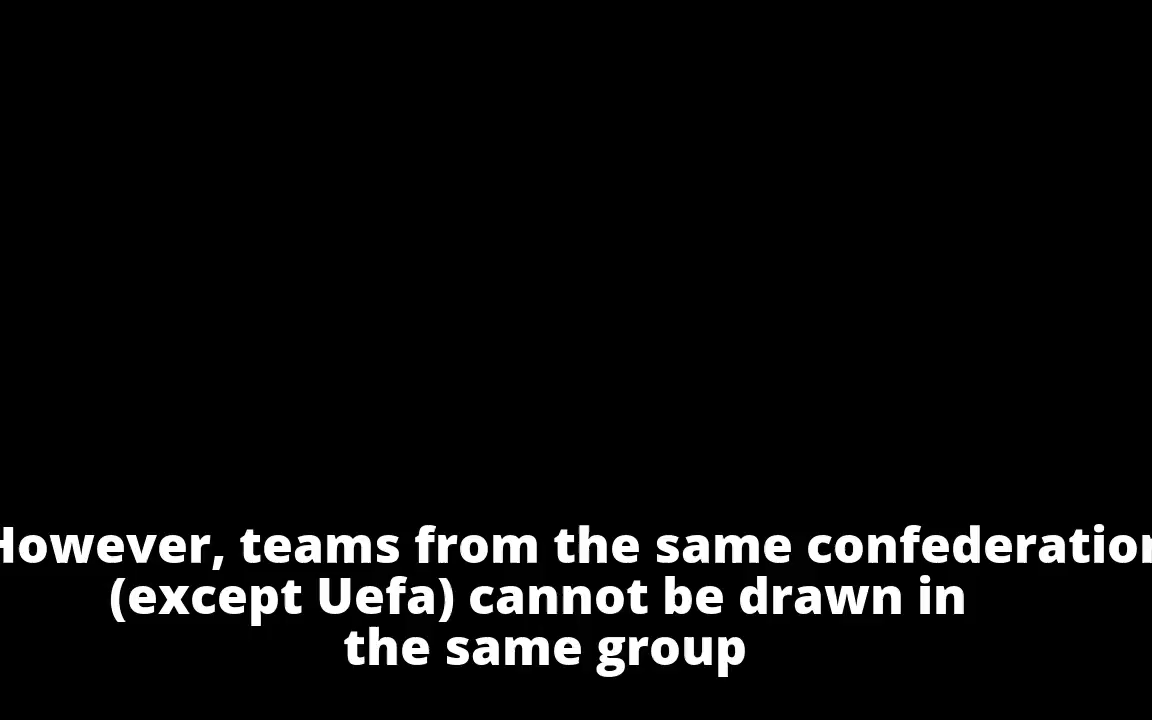 However, teams from the same confederation
(except Uefa) cannot be drawn in
the same group